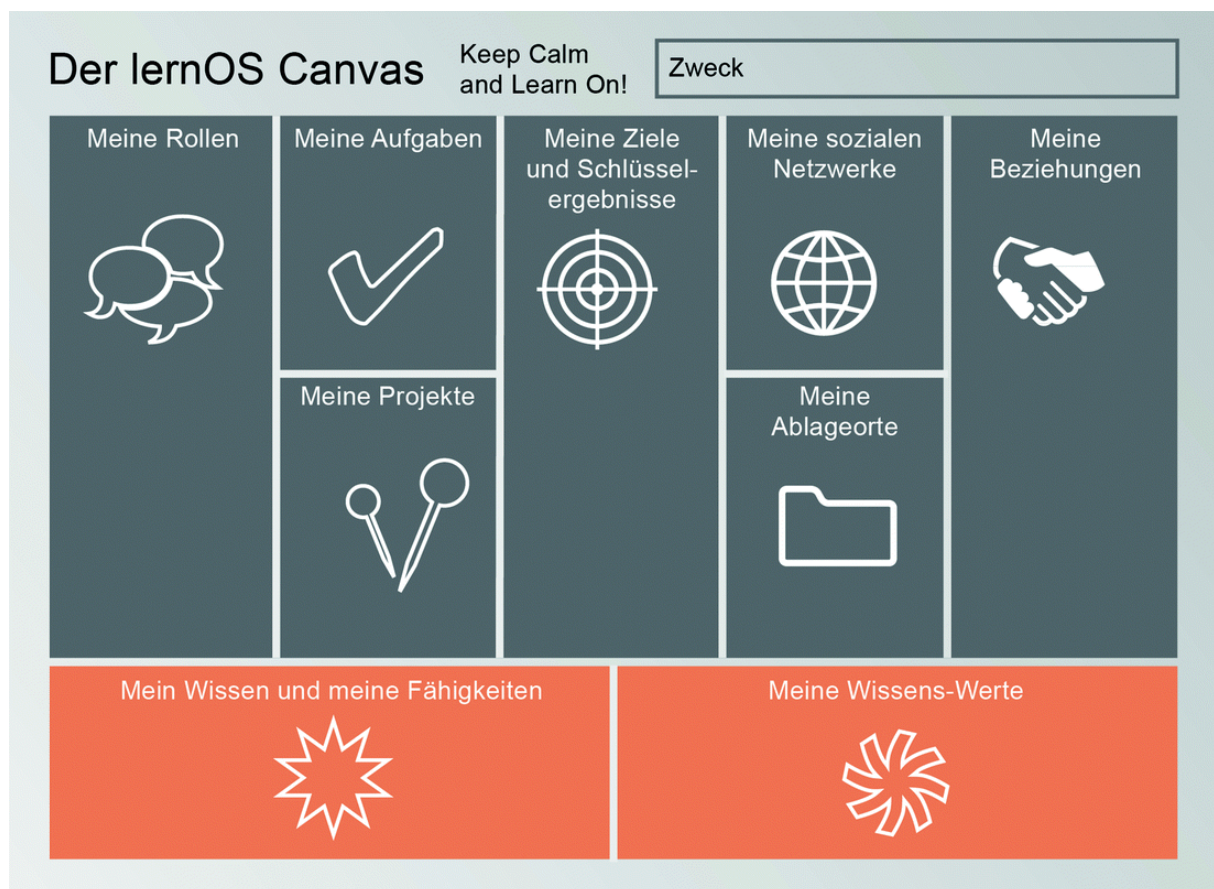 Der lernOS Canvas
Keep Calm
and Learn On!
Zweck
Meine Rollen
Meine Aufgaben
Meine Ziele
und Schlüssel-
ergebnisse
Meine sozialen
Netzwerke
Meine
Beziehungen
Meine Projekte
Meine
Ablageorte
Mein Wissen und meine Fähigkeiten
Meine Wissens-Werte